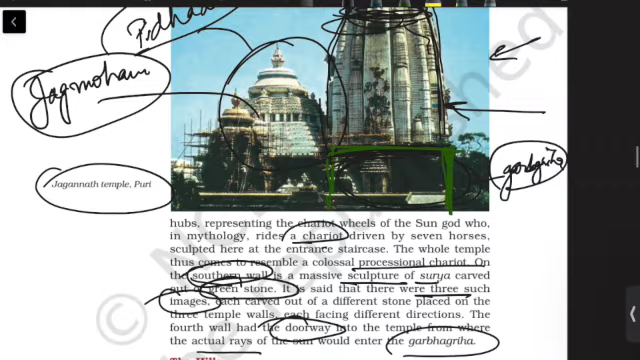 Pidhad
Jagmohan
garbhgriha
Jagannath temple, Puri
hubs, representing the chariot wheels of the Sun god who,
in mythology, rides a chariot driven by seven horses,
sculpted here at the entrance staircase. The whole temple
thus comes to resemble a colossal processional chariot. On
the southern wall is a massive sculpture of surya carved
out of green stone. It is said that there were three such
images, each carved out of a different stone placed on the
three temple walls, each facing different directions. The
fourth wall had the doorway into the temple from where
the actual rays of the sun would enter the garbhagriha.